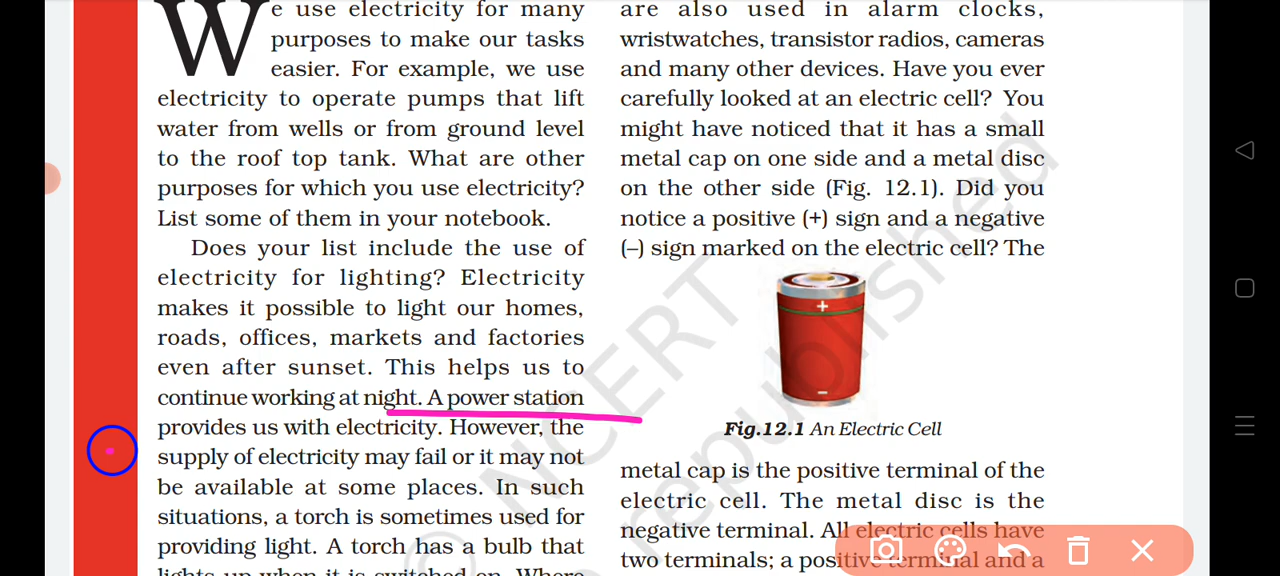 We use electricity for many
purposes to make our tasks
easier. For example, we use
electricity to operate pumps that lift
water from wells or from ground level
to the roof top tank. What are other
purposes for which you use electricity?
List some of them in your notebook.
Does your list include the use of
electricity for lighting? Electricity
makes it possible to light our homes,
roads, offices, markets and factories
even after sunset. This helps us to
continue working at night. A power station
provides us with electricity. However, the
supply of electricity may fail or it may not
be available at some places. In such
situations, a torch is sometimes used for
providing light. A torch has a bulb that
lights up when it is switched on. Where
are also used in alarm clocks,
wristwatches, transistor radios, cameras
and many other devices. Have you ever
carefully looked at an electric cell? You
might have noticed that it has a small
metal cap on one side and a metal disc
on the other side (Fig. 12.1). Did you
notice a positive (+) sign and a negative
(–) sign marked on the electric cell? The
+
–
Fig.12.1 An Electric Cell
metal cap is the positive terminal of the
electric cell. The metal disc is the
negative terminal. All electric cells have
two terminals; a positive terminal and a
© NCERT
republished